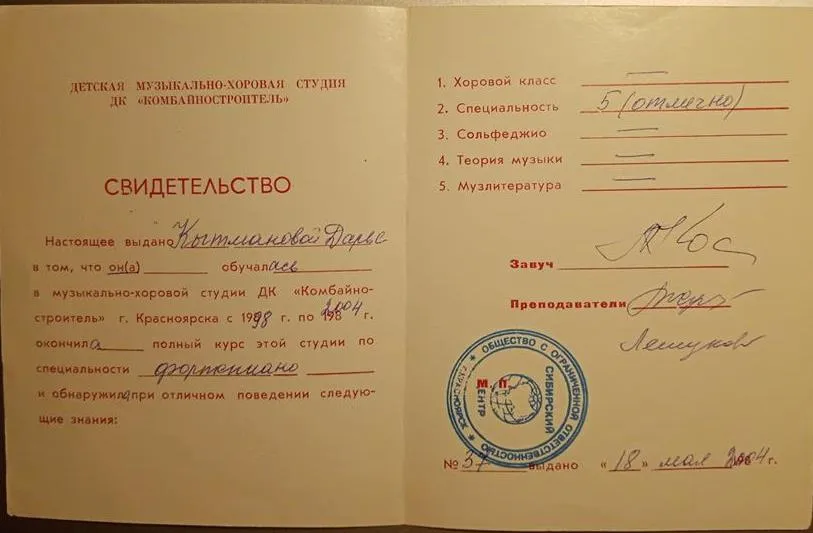 ДЕТСКАЯ МУЗЫКАЛЬНО-ХОРОВАЯ СТУДИЯ
ДК «КОМБАЙНОСТРОИТЕЛЬ»
СВИДЕТЕЛЬСТВО
Настоящее выдано Кытмановой Дарье
в том, что он(а) обучалась
в музыкально-хоровой студии ДК «Комбайно-
строитель» г. Красноярска с 1998 г. по 2004 г.
окончила полный курс этой студии по
специальности фортепиано
и обнаружила при отличном поведении следую-
щие знания:
1. Хоровой класс —
2. Специальность 5 (отлично)
3. Сольфеджио —
4. Теория музыки —
5. Музлитература —
Завуч
Преподаватели
М. П.
ОБЩЕСТВО С ОГРАНИЧЕННОЙ ОТВЕТСТВЕННОСТЬЮ
Г. КРАСНОЯРСК
СИБИРСКИЙ
ЦЕНТР
№ 37 выдано «18» мая 2004 г.